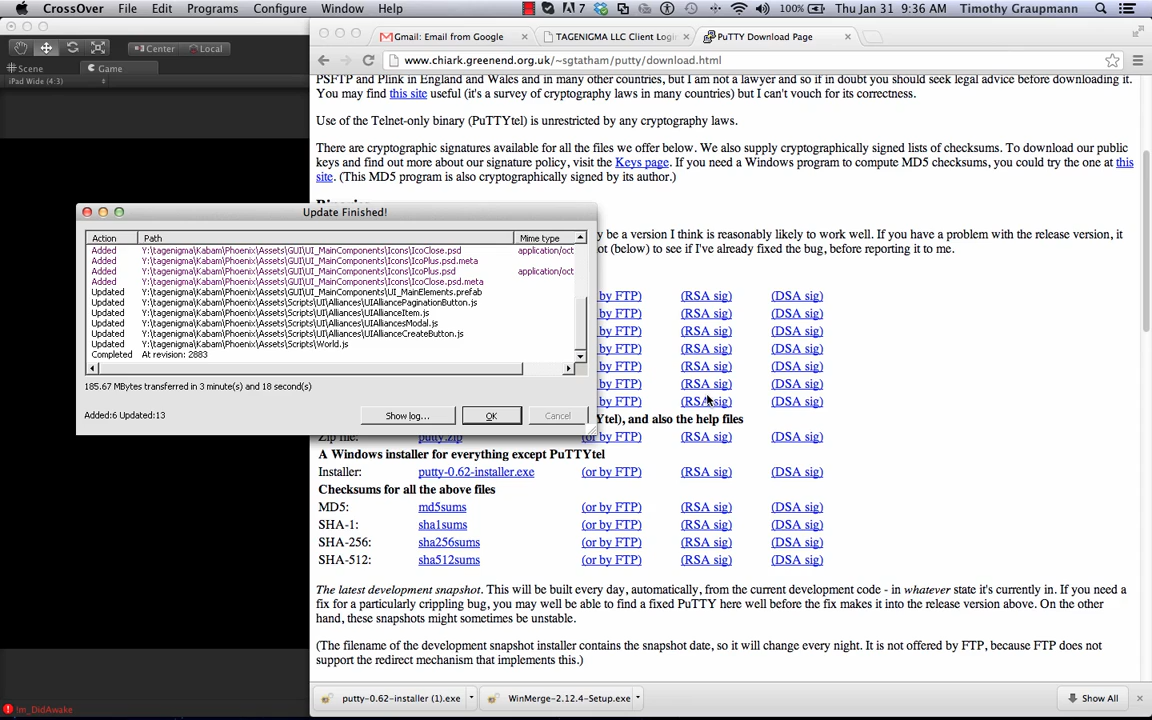 CrossOver File Edit Programs Configure Window Help 7 100% Thu Jan 31 9:36 AM Timothy Graupmann
Center Local
Scene Game
iPad Wide (4:3)
Gmail: Email from Google TAGENIGMA LLC Client Login PuTTY Download Page
www.chiark.greenend.org.uk/~sgtatham/putty/download.html
PSFTP and Plink in England and Wales and in many other countries, but I am not a lawyer and so if in doubt you should seek legal advice before downloading it.
You may find this site useful (it's a survey of cryptography laws in many countries) but I can't vouch for its correctness.
Use of the Telnet-only binary (PuTTYtel) is unrestricted by any cryptography laws.
There are cryptographic signatures available for all the files we offer below. We also supply cryptographically signed lists of checksums. To download our public
keys and find out more about our signature policy, visit the Keys page. If you need a Windows program to compute MD5 checksums, you could try the one at this
site. (This MD5 program is also cryptographically signed by its author.)
Binaries
y be a version I think is reasonably likely to work well. If you have a problem with the release version, it
ot (below) to see if I've already fixed the bug, before reporting it to me.
Update Finished!
Action Path Mime type
Added Y:\tagenigma\Kabam\Phoenix\Assets\GUI\UI_MainComponents\Icons\IcoClose.psd application/oct
Added Y:\tagenigma\Kabam\Phoenix\Assets\GUI\UI_MainComponents\Icons\IcoPlus.psd.meta
Added Y:\tagenigma\Kabam\Phoenix\Assets\GUI\UI_MainComponents\Icons\IcoPlus.psd application/oct
Added Y:\tagenigma\Kabam\Phoenix\Assets\GUI\UI_MainComponents\Icons\IcoClose.psd.meta
Updated Y:\tagenigma\Kabam\Phoenix\Assets\GUI\UI_MainComponents\UI_MainElements.prefab
Updated Y:\tagenigma\Kabam\Phoenix\Assets\Scripts\UI\Alliances\UIAlliancePaginationButton.js
Updated Y:\tagenigma\Kabam\Phoenix\Assets\Scripts\UI\Alliances\UIAllianceItem.js
Updated Y:\tagenigma\Kabam\Phoenix\Assets\Scripts\UI\Alliances\UIAlliancesModal.js
Updated Y:\tagenigma\Kabam\Phoenix\Assets\Scripts\UI\Alliances\UIAllianceCreateButton.js
Updated Y:\tagenigma\Kabam\Phoenix\Assets\Scripts\World.js
Completed At revision: 2883
185.67 MBytes transferred in 3 minute(s) and 18 second(s)
Added:6 Updated:13
Show log... OK Cancel
or by FTP) (RSA sig) (DSA sig)
or by FTP) (RSA sig) (DSA sig)
or by FTP) (RSA sig) (DSA sig)
or by FTP) (RSA sig) (DSA sig)
or by FTP) (RSA sig) (DSA sig)
or by FTP) (RSA sig) (DSA sig)
or by FTP) (RSA sig) (DSA sig)
Ytel), and also the help files
Zip file: putty.zip (or by FTP) (RSA sig) (DSA sig)
A Windows installer for everything except PuTTYtel
Installer: putty-0.62-installer.exe (or by FTP) (RSA sig) (DSA sig)
Checksums for all the above files
MD5: md5sums (or by FTP) (RSA sig) (DSA sig)
SHA-1: sha1sums (or by FTP) (RSA sig) (DSA sig)
SHA-256: sha256sums (or by FTP) (RSA sig) (DSA sig)
SHA-512: sha512sums (or by FTP) (RSA sig) (DSA sig)
The latest development snapshot. This will be built every day, automatically, from the current development code - in whatever state it's currently in. If you need a
fix for a particularly crippling bug, you may well be able to find a fixed PuTTY here well before the fix makes it into the release version above. On the other
hand, these snapshots might sometimes be unstable.
(The filename of the development snapshot installer contains the snapshot date, so it will change every night. It is not offered by FTP, because FTP does not
support the redirect mechanism that implements this.)
putty-0.62-installer (1).exe WinMerge-2.12.4-Setup.exe Show All
!m_DidAwake